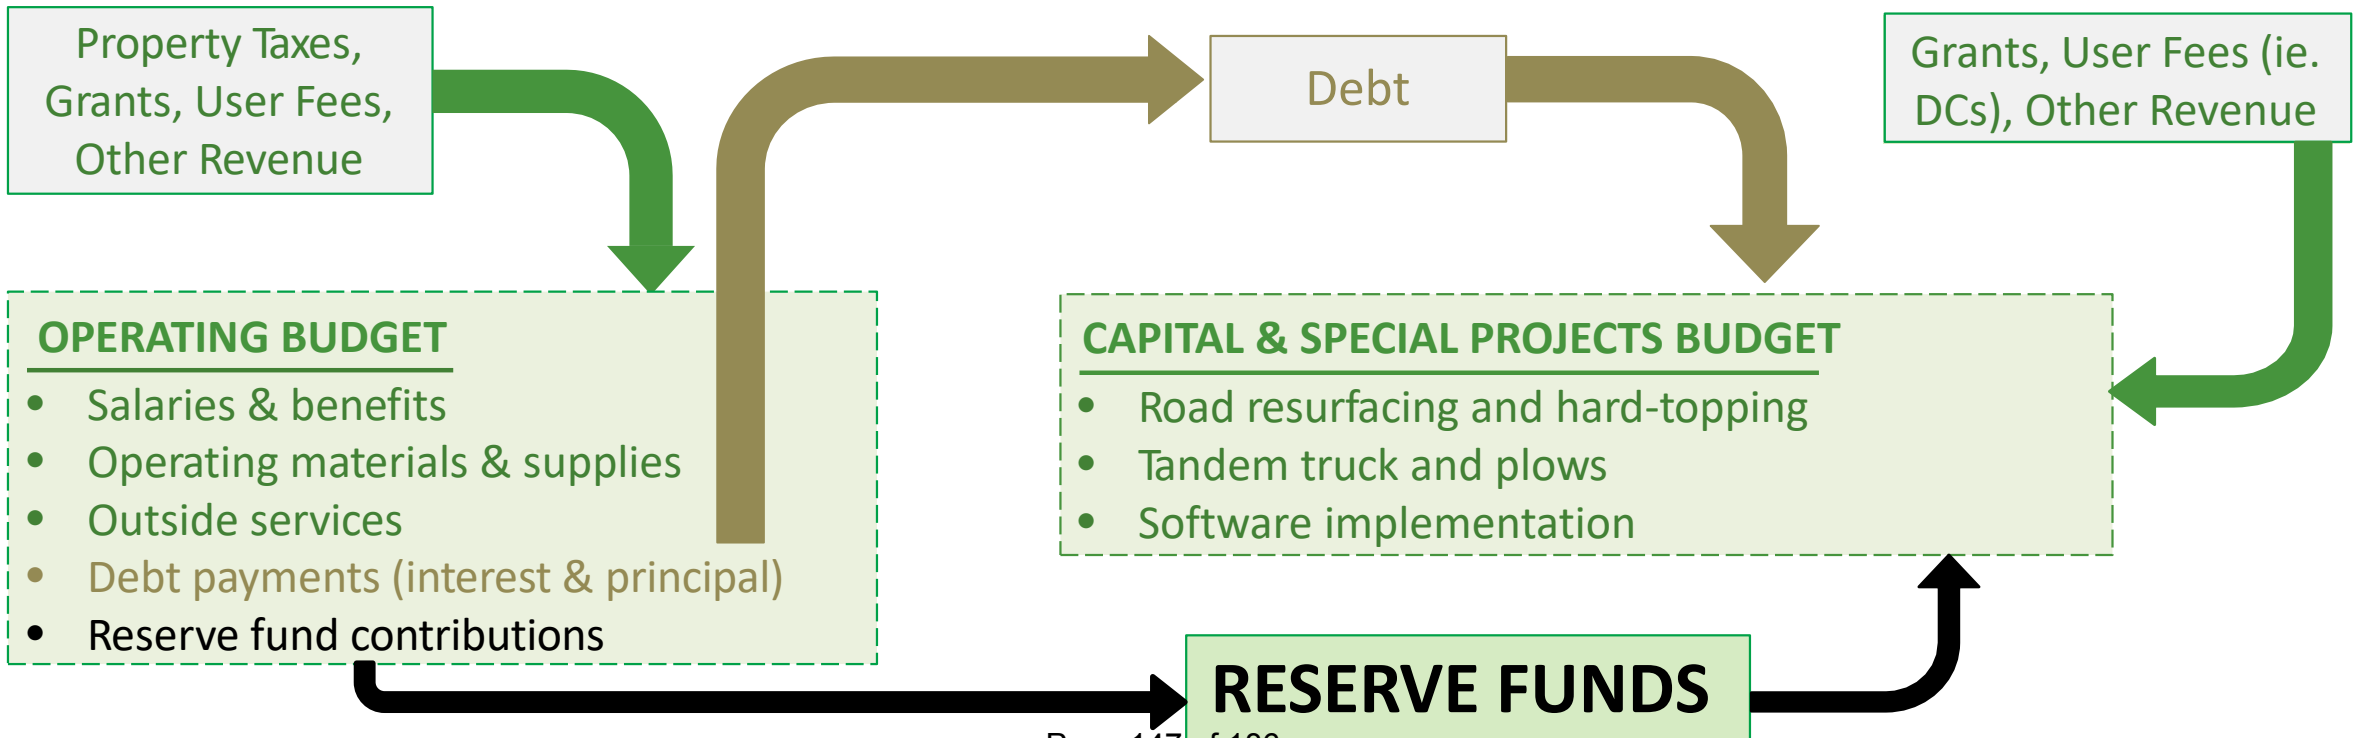 Property Taxes,
Grants, User Fees,
Other Revenue
Debt
Grants, User Fees (ie.
DCs), Other Revenue
OPERATING BUDGET
• Salaries & benefits
• Operating materials & supplies
• Outside services
• Debt payments (interest & principal)
• Reserve fund contributions
CAPITAL & SPECIAL PROJECTS BUDGET
• Road resurfacing and hard-topping
• Tandem truck and plows
• Software implementation
RESERVE FUNDS